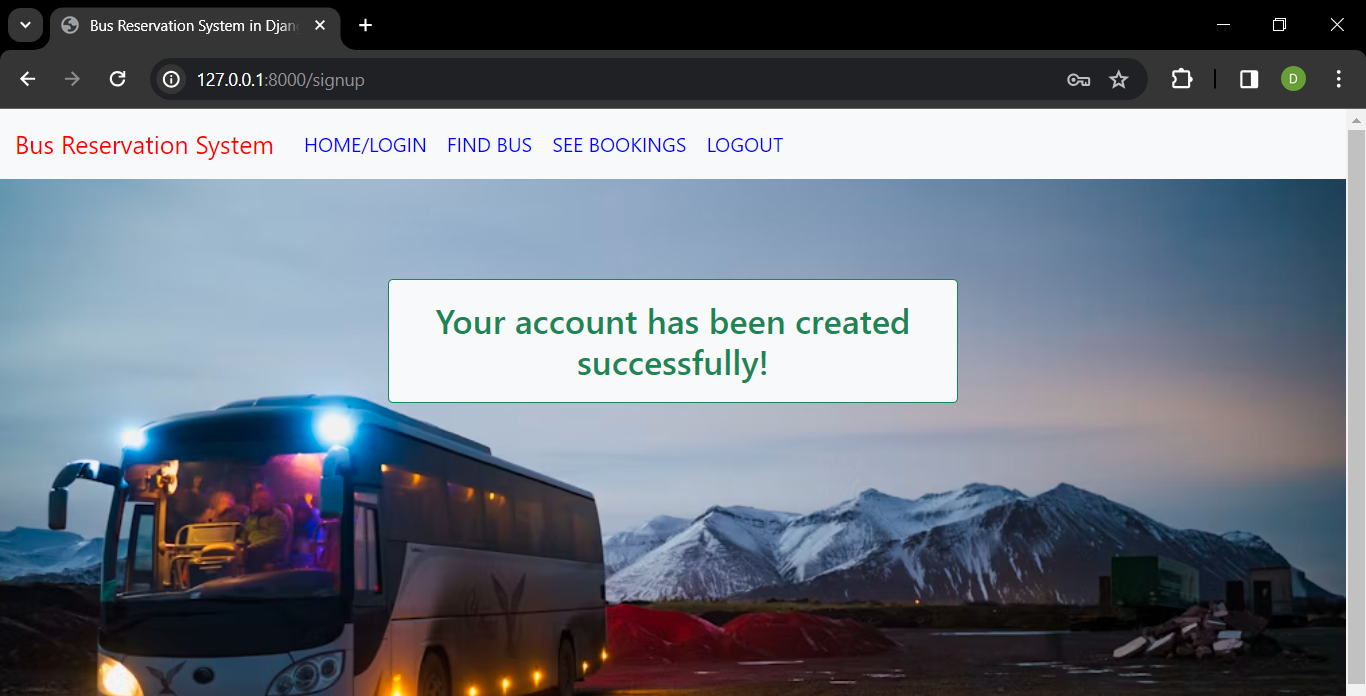 Bus Reservation System in Djan
127.0.0.1:8000/signup
D
Bus Reservation System HOME/LOGIN FIND BUS SEE BOOKINGS LOGOUT
Your account has been created
successfully!